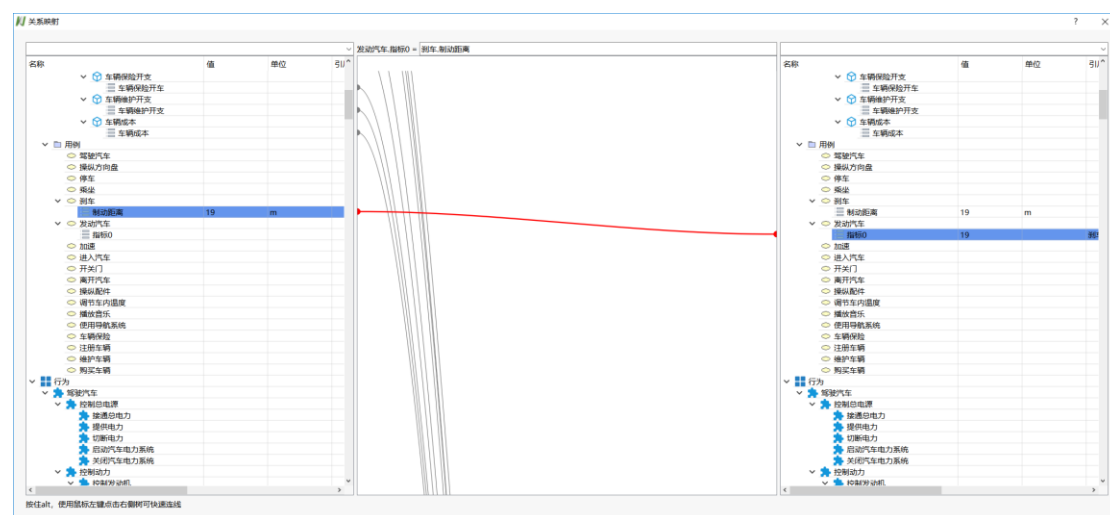 关系映射
发动汽车.指标0 = 刹车.制动距离
名称 值 单位 引
车辆保险开支
车辆保险开车
车辆维护开支
车辆维护开支
车辆成本
车辆成本
用例
驾驶汽车
操纵方向盘
停车
乘坐
刹车
制动距离 19 m
发动汽车
指标0
加速
进入汽车
开关门
离开汽车
操纵配件
调节车内温度
播放音乐
使用导航系统
车辆保险
注册车辆
维护车辆
购买车辆
行为
驾驶汽车
控制总电源
接通总电力
提供电力
切断电力
启动汽车电力系统
关闭汽车电力系统
控制动力
控制发动机
名称 值 单位 引
车辆保险开支
车辆保险开车
车辆维护开支
车辆维护开支
车辆成本
车辆成本
用例
驾驶汽车
操纵方向盘
停车
乘坐
刹车
制动距离 19 m
发动汽车
指标0 19 刹
加速
进入汽车
开关门
离开汽车
操纵配件
调节车内温度
播放音乐
使用导航系统
车辆保险
注册车辆
维护车辆
购买车辆
行为
驾驶汽车
控制总电源
接通总电力
提供电力
切断电力
启动汽车电力系统
关闭汽车电力系统
控制动力
控制发动机
按住alt，使用鼠标左键点击右侧树可快速连线